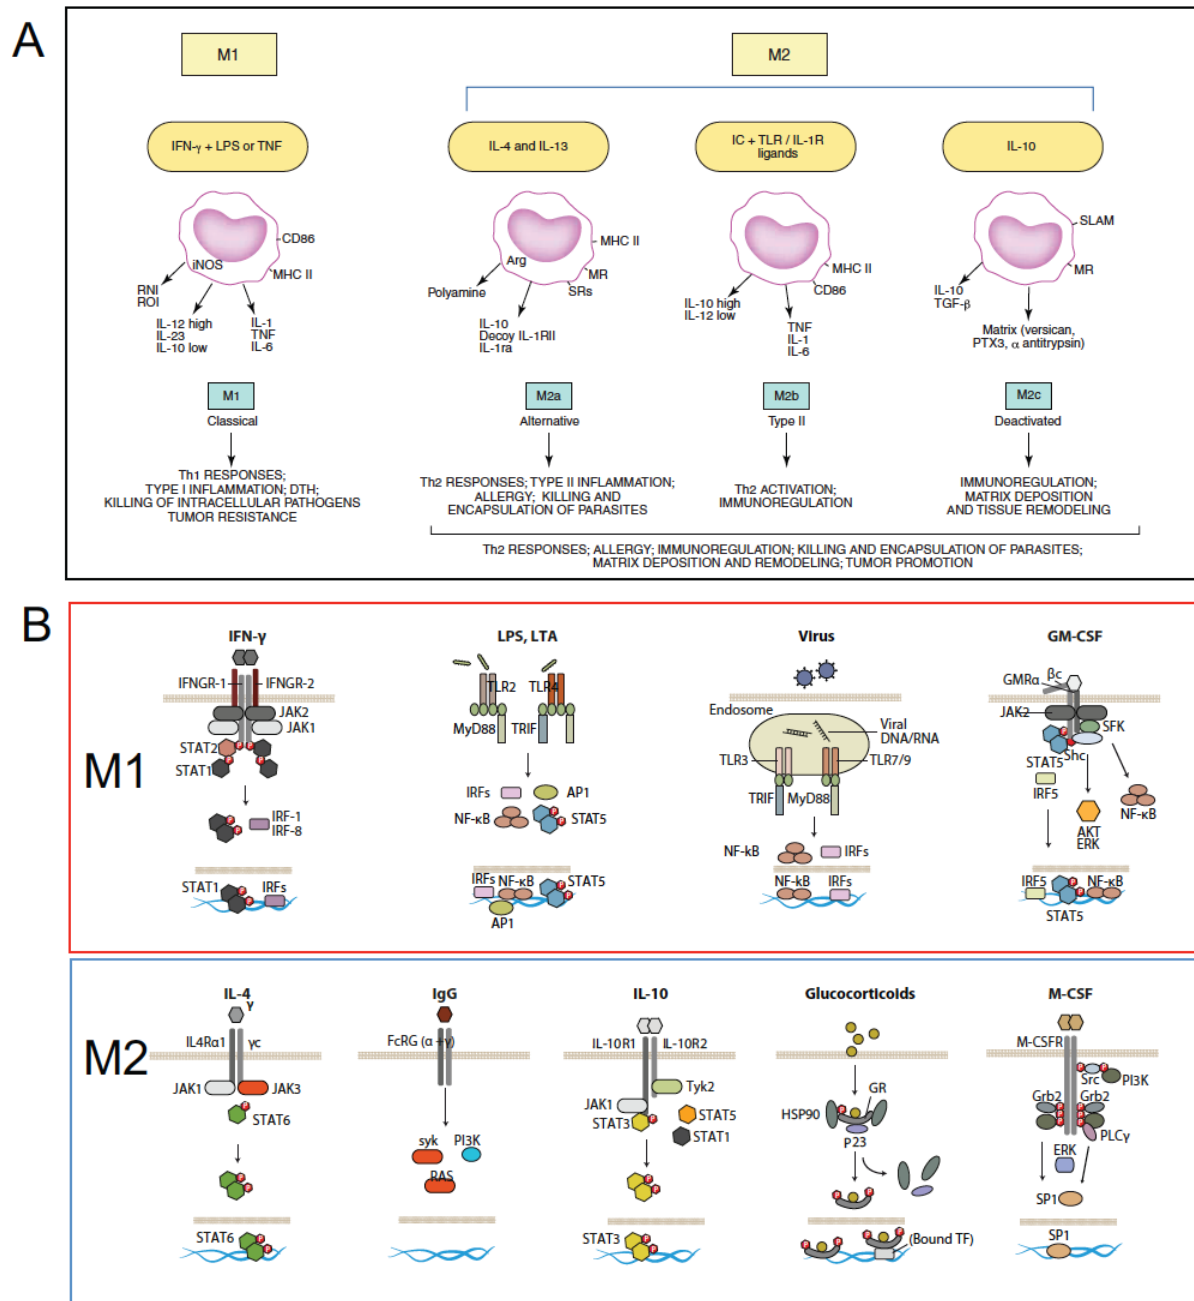 A
M1
M2
IFN-γ + LPS or TNF
IL-4 and IL-13
IC + TLR / IL-1R
ligands
IL-10
CD86
iNOS
MHC II
RNI
ROI
IL-12 high
IL-23
IL-10 low
IL-1
TNF
IL-6
MHC II
Arg
MR
SRs
Polyamine
IL-10
Decoy IL-1RII
IL-1ra
MHC II
CD86
IL-10 high
IL-12 low
TNF
IL-1
IL-6
SLAM
MR
IL-10
TGF-β
Matrix (versican,
PTX3, α antitrypsin)
M1
Classical
M2a
Alternative
M2b
Type II
M2c
Deactivated
Th1 RESPONSES;
TYPE I INFLAMMATION; DTH;
KILLING OF INTRACELLULAR PATHOGENS
TUMOR RESISTANCE
Th2 RESPONSES; TYPE II INFLAMMATION;
ALLERGY; KILLING AND
ENCAPSULATION OF PARASITES
Th2 ACTIVATION;
IMMUNOREGULATION
IMMUNOREGULATION;
MATRIX DEPOSITION
AND TISSUE REMODELING
Th2 RESPONSES; ALLERGY; IMMUNOREGULATION; KILLING AND ENCAPSULATION OF PARASITES;
MATRIX DEPOSITION AND REMODELING; TUMOR PROMOTION
B
M1
IFN-γ
IFNGR-1
IFNGR-2
JAK2
JAK1
STAT2
P
P
STAT1
P
P
P
P
IRF-1
IRF-8
STAT1
P
P
IRFs
LPS, LTA
TLR2
TLR4
MyD88
TRIF
IRFs
AP1
NF-κB
P
P
STAT5
IRFs
NF-κB
P
P
STAT5
AP1
Virus
Endosome
Viral
DNA/RNA
TLR3
TLR7/9
TRIF
MyD88
NF-kB
IRFs
NF-kB
IRFs
GM-CSF
GMRα
βc
JAK2
SFK
P
P
Shc
STAT5
IRF5
NF-κB
AKT
ERK
IRF5
P
P
NF-κB
STAT5
M2
IL-4
γ
IL4Rα1
γc
JAK1
JAK3
P
STAT6
P
P
STAT6
P
P
IgG
FcRG (α +γ)
syk
PI3K
RAS
IL-10
IL-10R1
IL-10R2
Tyk2
JAK1
STAT3
P
STAT5
STAT1
P
P
STAT3
P
P
Glucocorticoids
GR
HSP90
P
P
P23
P
P
P
P
P
P
(Bound TF)
M-CSF
M-CSFR
P
P
Src
PI3K
Grb2
Grb2
P
P
P
P
P
P
PLCγ
ERK
SP1
SP1